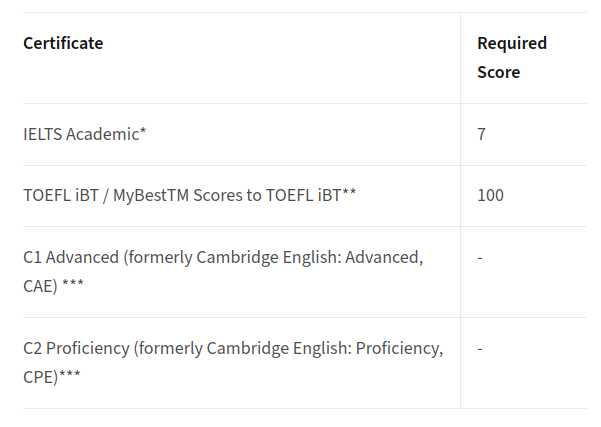 Certificate
Required
Score
IELTS Academic*
7
TOEFL iBT / MyBestTM Scores to TOEFL iBT**
100
C1 Advanced (formerly Cambridge English: Advanced,
CAE) ***
-
C2 Proficiency (formerly Cambridge English: Proficiency,
CPE)***
-